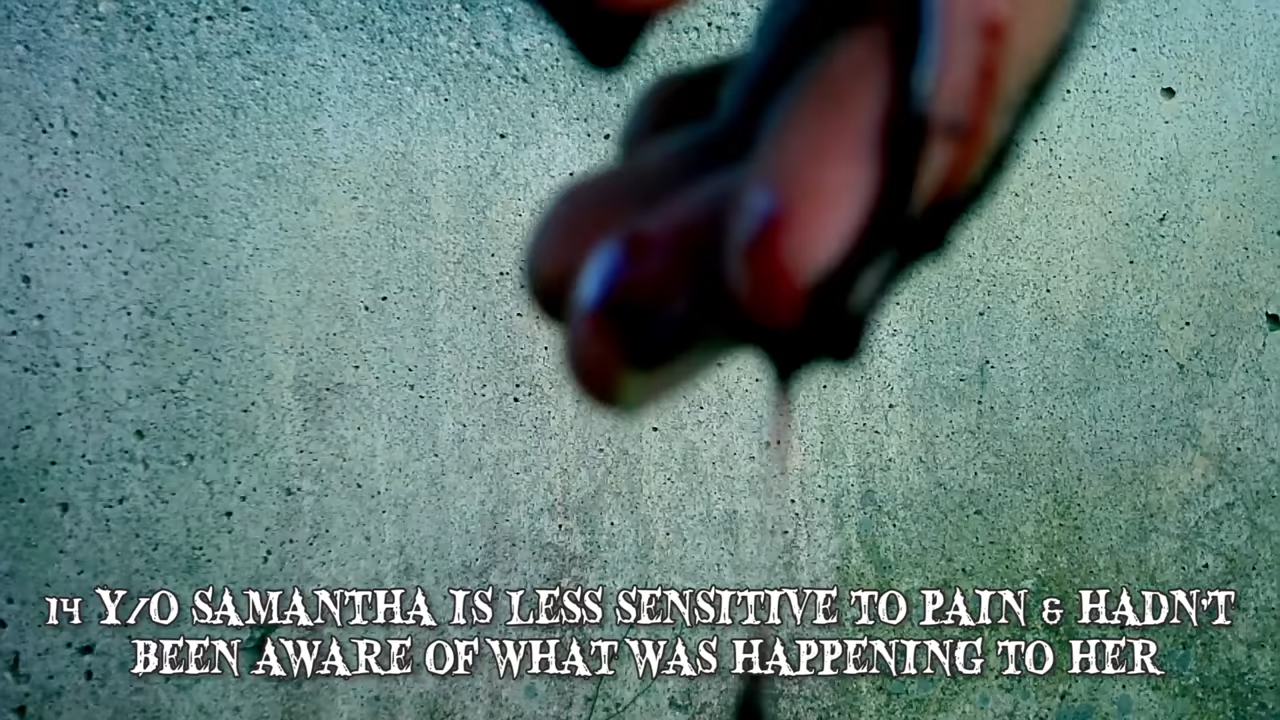 14 Y/O SAMANTHA IS LESS SENSITIVE TO PAIN & HADN'T
BEEN AWARE OF WHAT WAS HAPPENING TO HER